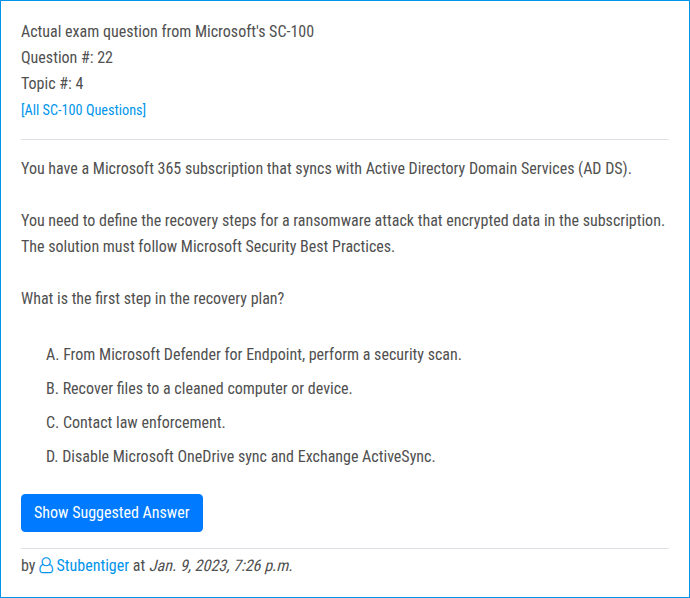 Actual exam question from Microsoft's SC-100
Question #: 22
Topic #: 4
[All SC-100 Questions]
You have a Microsoft 365 subscription that syncs with Active Directory Domain Services (AD DS).
You need to define the recovery steps for a ransomware attack that encrypted data in the subscription.
The solution must follow Microsoft Security Best Practices.
What is the first step in the recovery plan?
A. From Microsoft Defender for Endpoint, perform a security scan.
B. Recover files to a cleaned computer or device.
C. Contact law enforcement.
D. Disable Microsoft OneDrive sync and Exchange ActiveSync.
Show Suggested Answer
by Stubentiger at Jan. 9, 2023, 7:26 p.m.